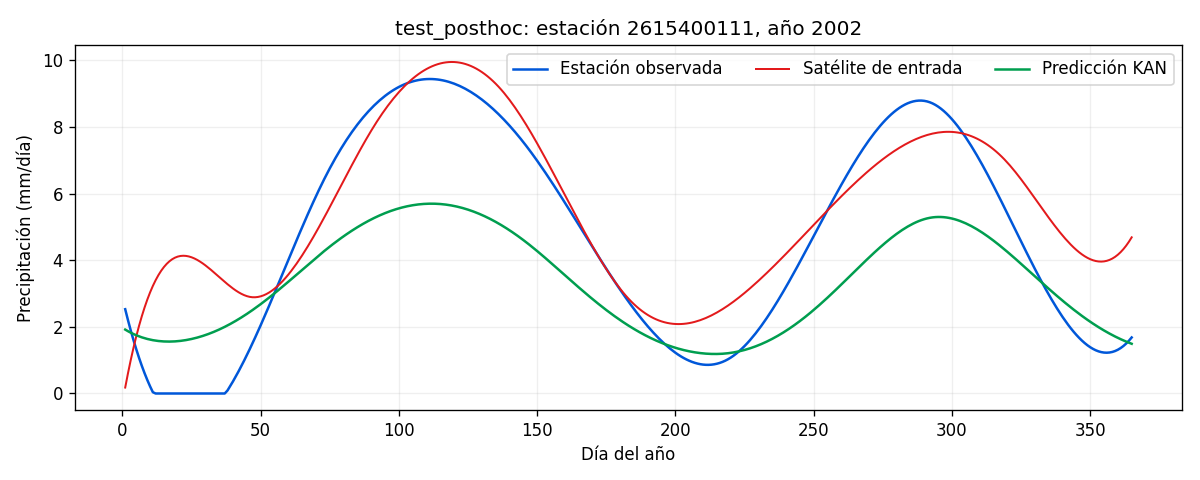 test_posthoc: estación 2615400111, año 2002
Estación observada Satélite de entrada Predicción KAN
Precipitación (mm/día)
10
8
6
4
2
0
0 50 100 150 200 250 300 350
Día del año